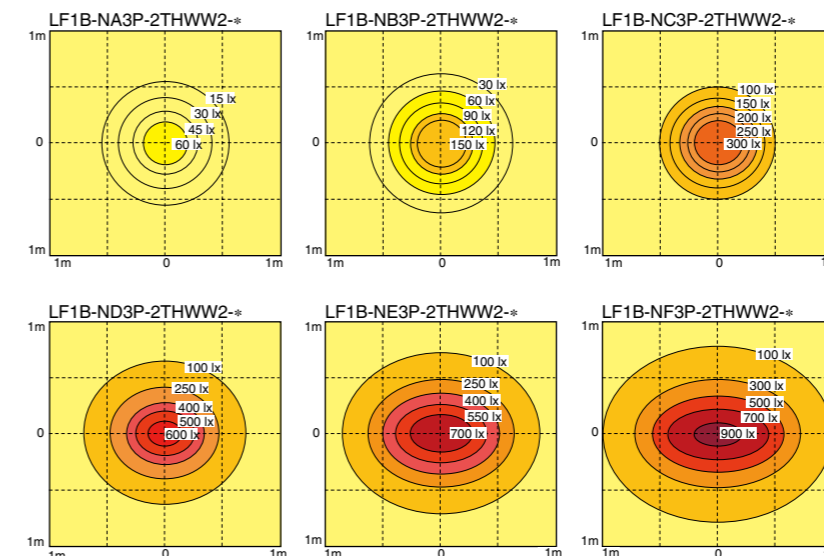 LF1B-NA3P-2THWW2-*
1m
15 lx
30 lx
45 lx
60 lx
0
1m
1m
0
1m
LF1B-NB3P-2THWW2-*
1m
30 lx
60 lx
90 lx
120 lx
150 lx
0
1m
1m
0
1m
LF1B-NC3P-2THWW2-*
1m
100 lx
150 lx
200 lx
250 lx
300 lx
0
1m
1m
0
LF1B-ND3P-2THWW2-*
1m
100 lx
250 lx
400 lx
500 lx
600 lx
0
1m
1m
0
1m
LF1B-NE3P-2THWW2-*
1m
100 lx
250 lx
400 lx
550 lx
700 lx
0
1m
1m
0
1m
LF1B-NF3P-2THWW2-*
1m
100 lx
300 lx
500 lx
700 lx
900 lx
0
1m
1m
0